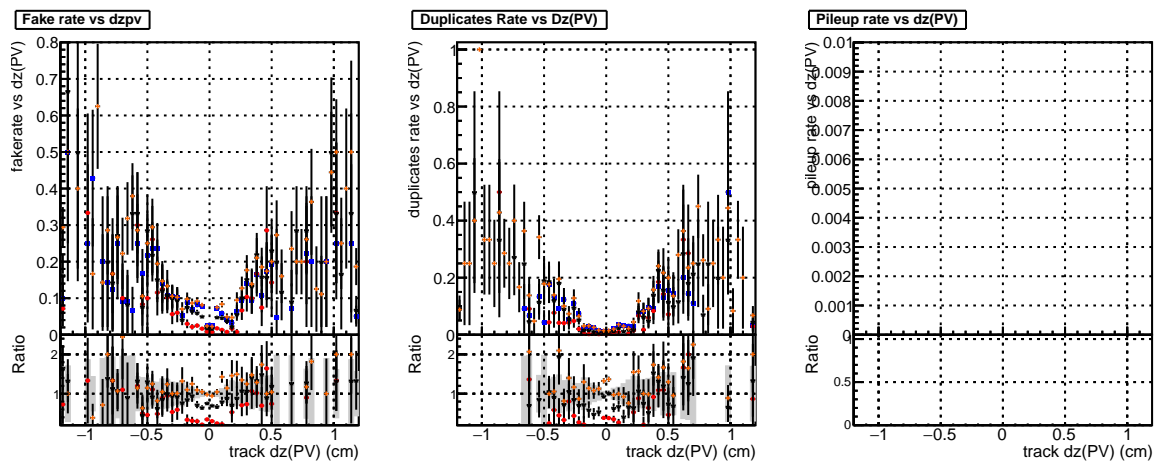 Fake rate vs dzpv
fakerate vs dz(PV)
0.8
0.7
0.6
0.5
0.4
0.3
0.2
0.1
0
Ratio
2
1
−1 −0.5 0 0.5 1
track dz(PV) (cm)
Duplicates Rate vs Dz(PV)
duplicates rate vs dz(PV)
1
0.8
0.6
0.4
0.2
0
Ratio
2
1
−1 −0.5 0 0.5 1
track dz(PV) (cm)
Pileup rate vs dz(PV)
pileup rate vs dz(PV)
0.01
0.009
0.008
0.007
0.006
0.005
0.004
0.003
0.002
0.001
0
Ratio
1
0.5
0
−1 −0.5 0 0.5 1
track dz(PV) (cm)